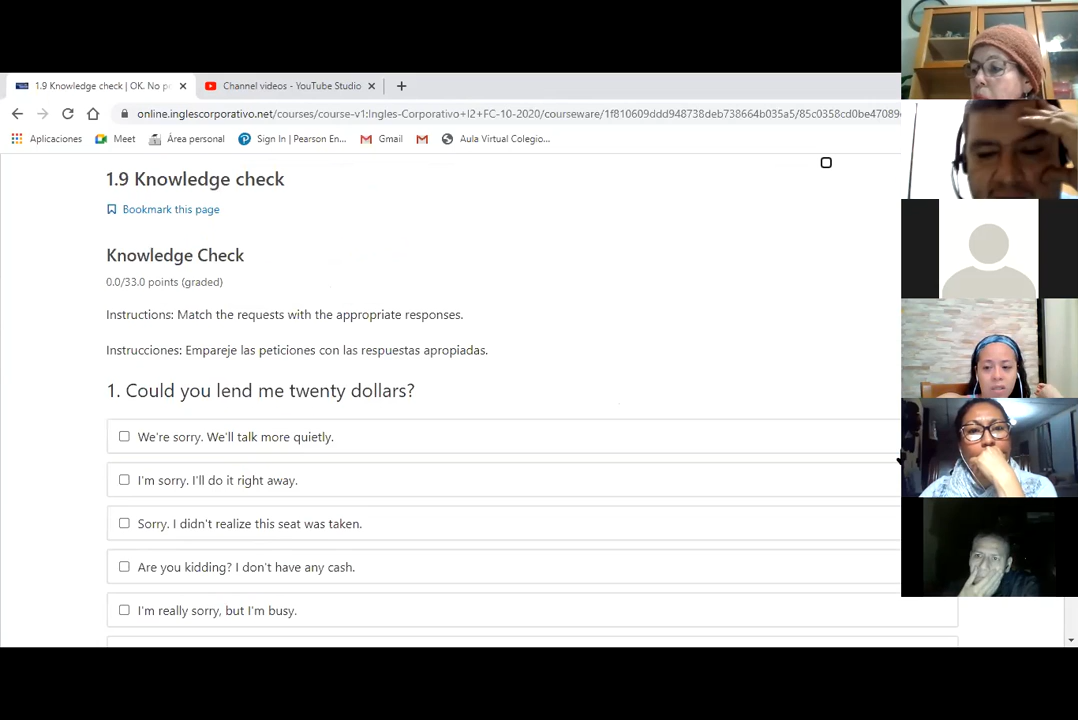 1.9 Knowledge check | OK. No p
Channel videos - YouTube Studio
online.inglescorporativo.net/courses/course-v1:Ingles-Corporativo+I2+FC-10-2020/courseware/1f810609ddd948738deb738664b035a5/85c0358cd0be47089
Aplicaciones Meet Área personal Sign In | Pearson En... Gmail Aula Virtual Colegio...
1.9 Knowledge check
Bookmark this page
Knowledge Check
0.0/33.0 points (graded)
Instructions: Match the requests with the appropriate responses.
Instrucciones: Empareje las peticiones con las respuestas apropiadas.
1. Could you lend me twenty dollars?
We're sorry. We'll talk more quietly.
I'm sorry. I'll do it right away.
Sorry. I didn't realize this seat was taken.
Are you kidding? I don't have any cash.
I'm really sorry, but I'm busy.